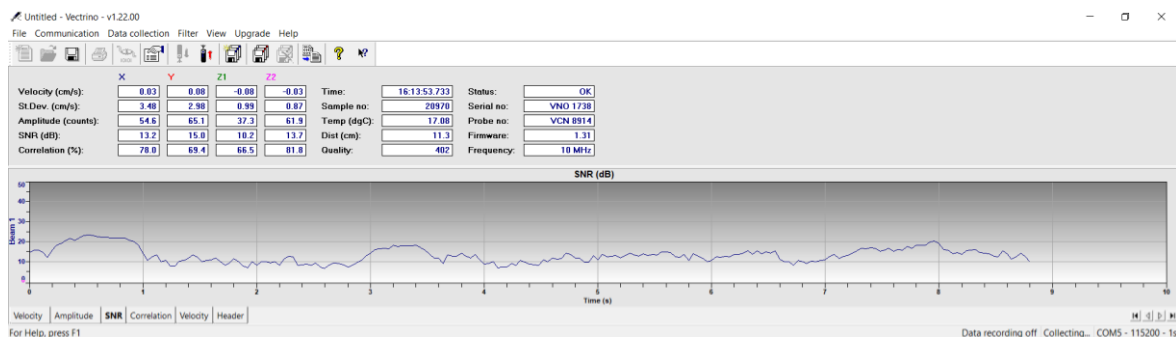 Untitled - Vectrino - v1.22.00
File Communication Data collection Filter View Upgrade Help
X Y Z1 Z2
Velocity (cm/s): 0.03 0.08 -0.08 -0.03 Time: 16:13:53.733 Status: OK
St.Dev. (cm/s): 3.48 2.98 0.99 0.87 Sample no: 20970 Serial no: VNO 1738
Amplitude (counts): 54.6 65.1 37.3 61.9 Temp (dgC): 17.08 Probe no: VCN 8914
SNR (dB): 13.2 15.0 10.2 13.7 Dist (cm): 11.3 Firmware: 1.31
Correlation (%): 78.0 69.4 66.5 81.8 Quality: 402 Frequency: 10 MHz
SNR (dB)
50
40
30
20
10
0
Beam 1
0 1 2 3 4 5 6 7 8 9 10
Time (s)
Velocity Amplitude SNR Correlation Velocity Header
For Help, press F1 Data recording off Collecting... COM5 - 115200 - 1s